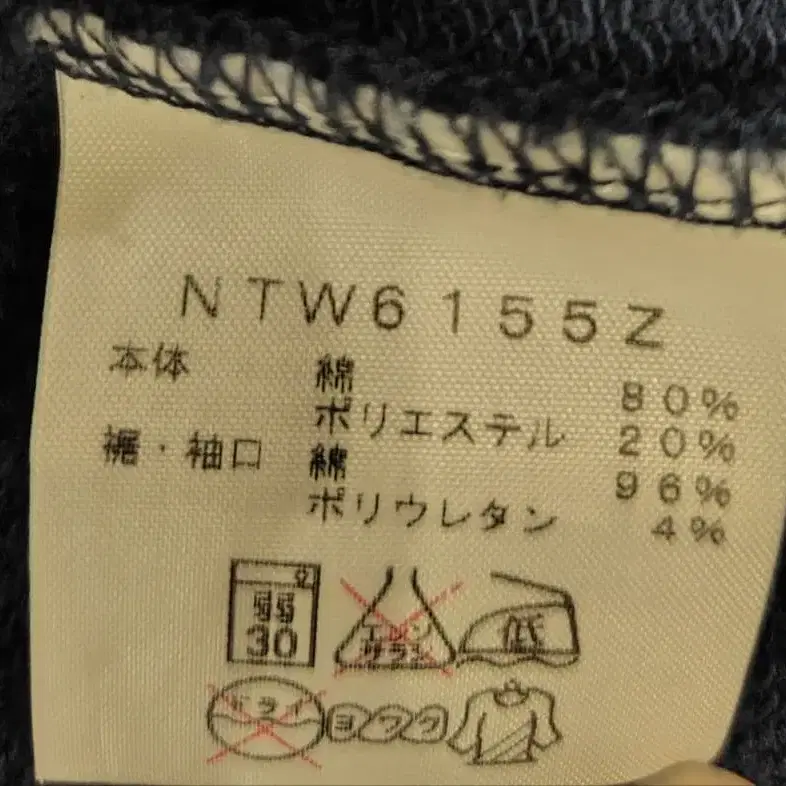 NTW6155Z
本体 綿 80%
ポリエステル 20%
裾・袖口 綿 96%
ポリウレタン 4%
弱
30
エンソ
サラシ
低
ドライ
ヨワク